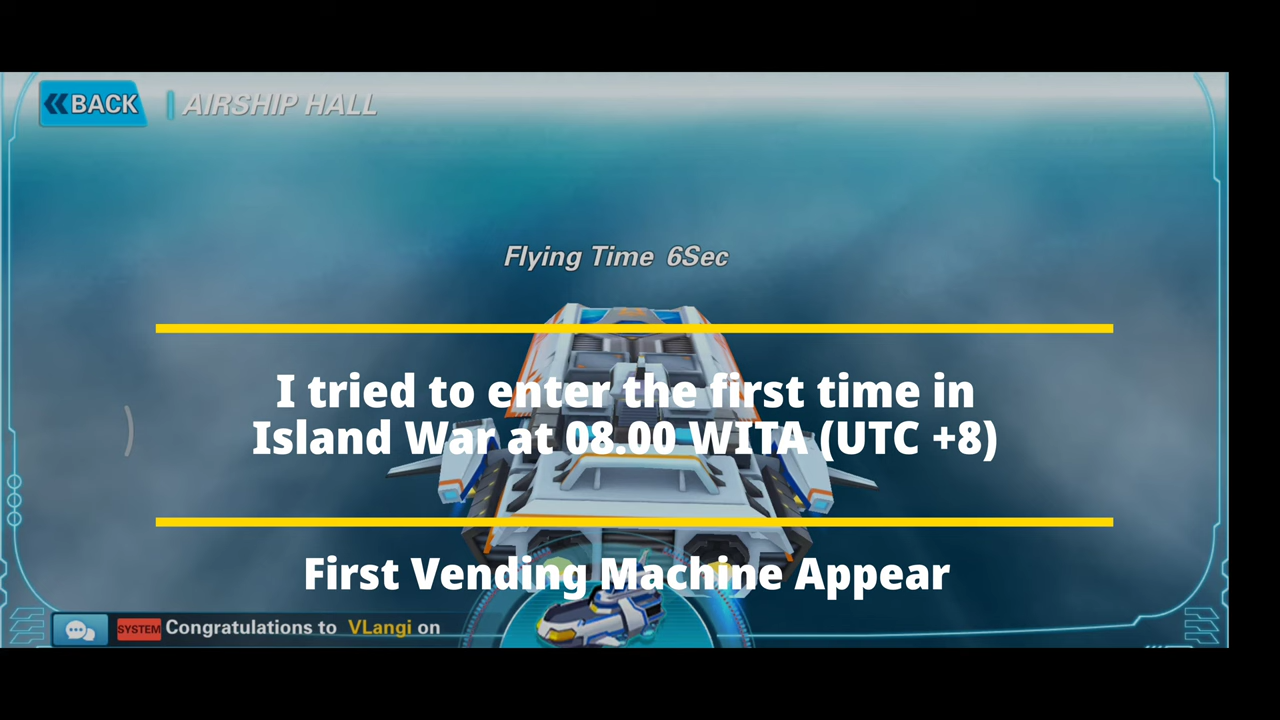 BACK
AIRSHIP HALL
Flying Time 6Sec
I tried to enter the first time in
Island War at 08.00 WITA (UTC +8)
First Vending Machine Appear
SYSTEM Congratulations to VLangi on